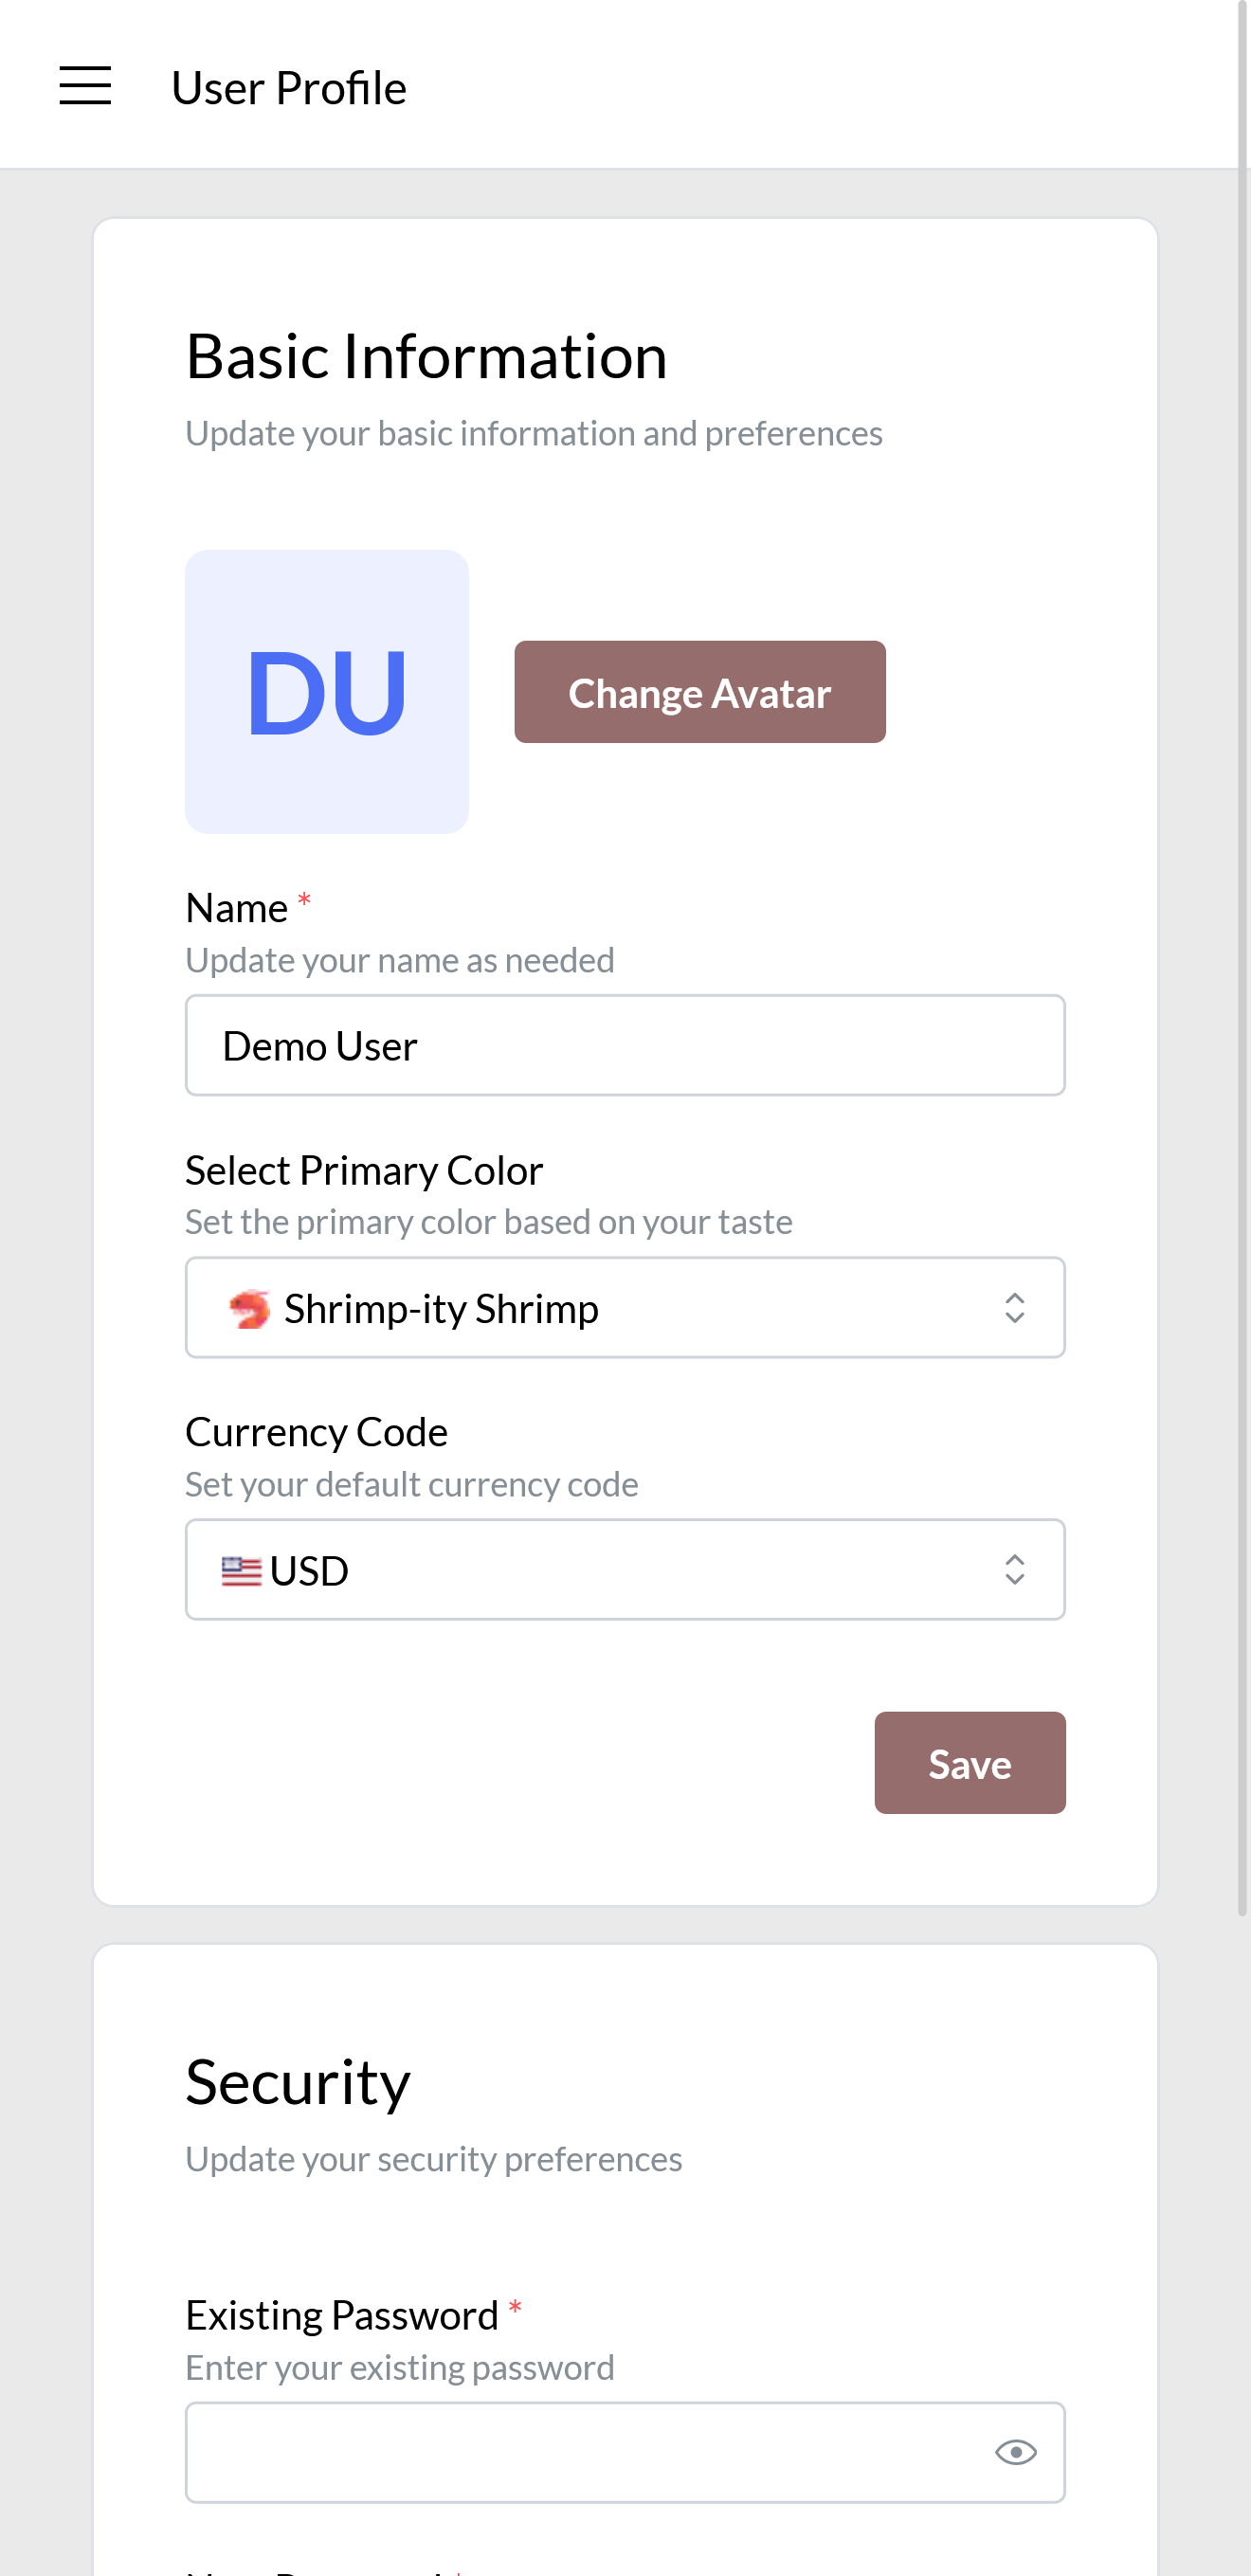 User Profile
Basic Information
Update your basic information and preferences
DU
Change Avatar
Name *
Update your name as needed
Demo User
Select Primary Color
Set the primary color based on your taste
🦐 Shrimp-ity Shrimp
Currency Code
Set your default currency code
🇺🇸 USD
Save
Security
Update your security preferences
Existing Password *
Enter your existing password